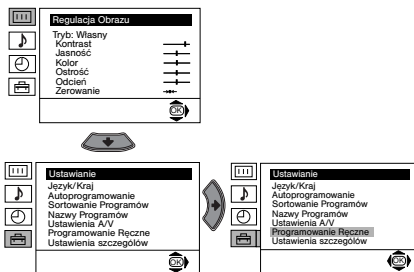 Regulacja Obrazu
Tryb: Własny
Kontrast
Jasność
Kolor
Ostrość
Odcień
Zerowanie
OK
Ustawianie
Język/Kraj
Autoprogramowanie
Sortowanie Programów
Nazwy Programów
Ustawienia A/V
Programowanie Ręczne
Ustawienia szczegółów
OK
Ustawianie
Język/Kraj
Autoprogramowanie
Sortowanie Programów
Nazwy Programów
Ustawienia A/V
Programowanie Ręczne
Ustawienia szczegółów
OK